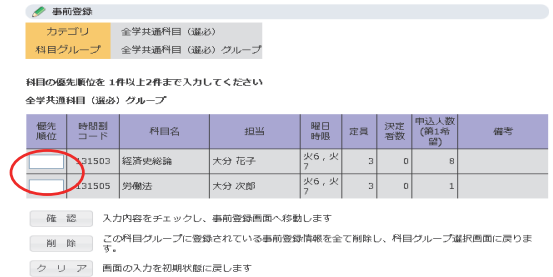 事前登録
カテゴリ 全学共通科目（選必）
科目グループ 全学共通科目（選必）グループ
科目の優先順位を 1件以上2件まで入力してください
全学共通科目（選必）グループ
優先順位 時間割コード 科目名 担当 曜日時限 定員 決定者数 申込人数(第1希望) 備考
131503 経済史総論 大分 花子 火6，火7 3 0 8
131505 労働法 大分 次郎 火6，火7 3 0 1
確 認 入力内容をチェックし、事前登録画面へ移動します
削 除 この科目グループに登録されている事前登録情報を全て削除し、科目グループ選択画面に戻りま
す。
ク リ ア 画面の入力を初期状態に戻します